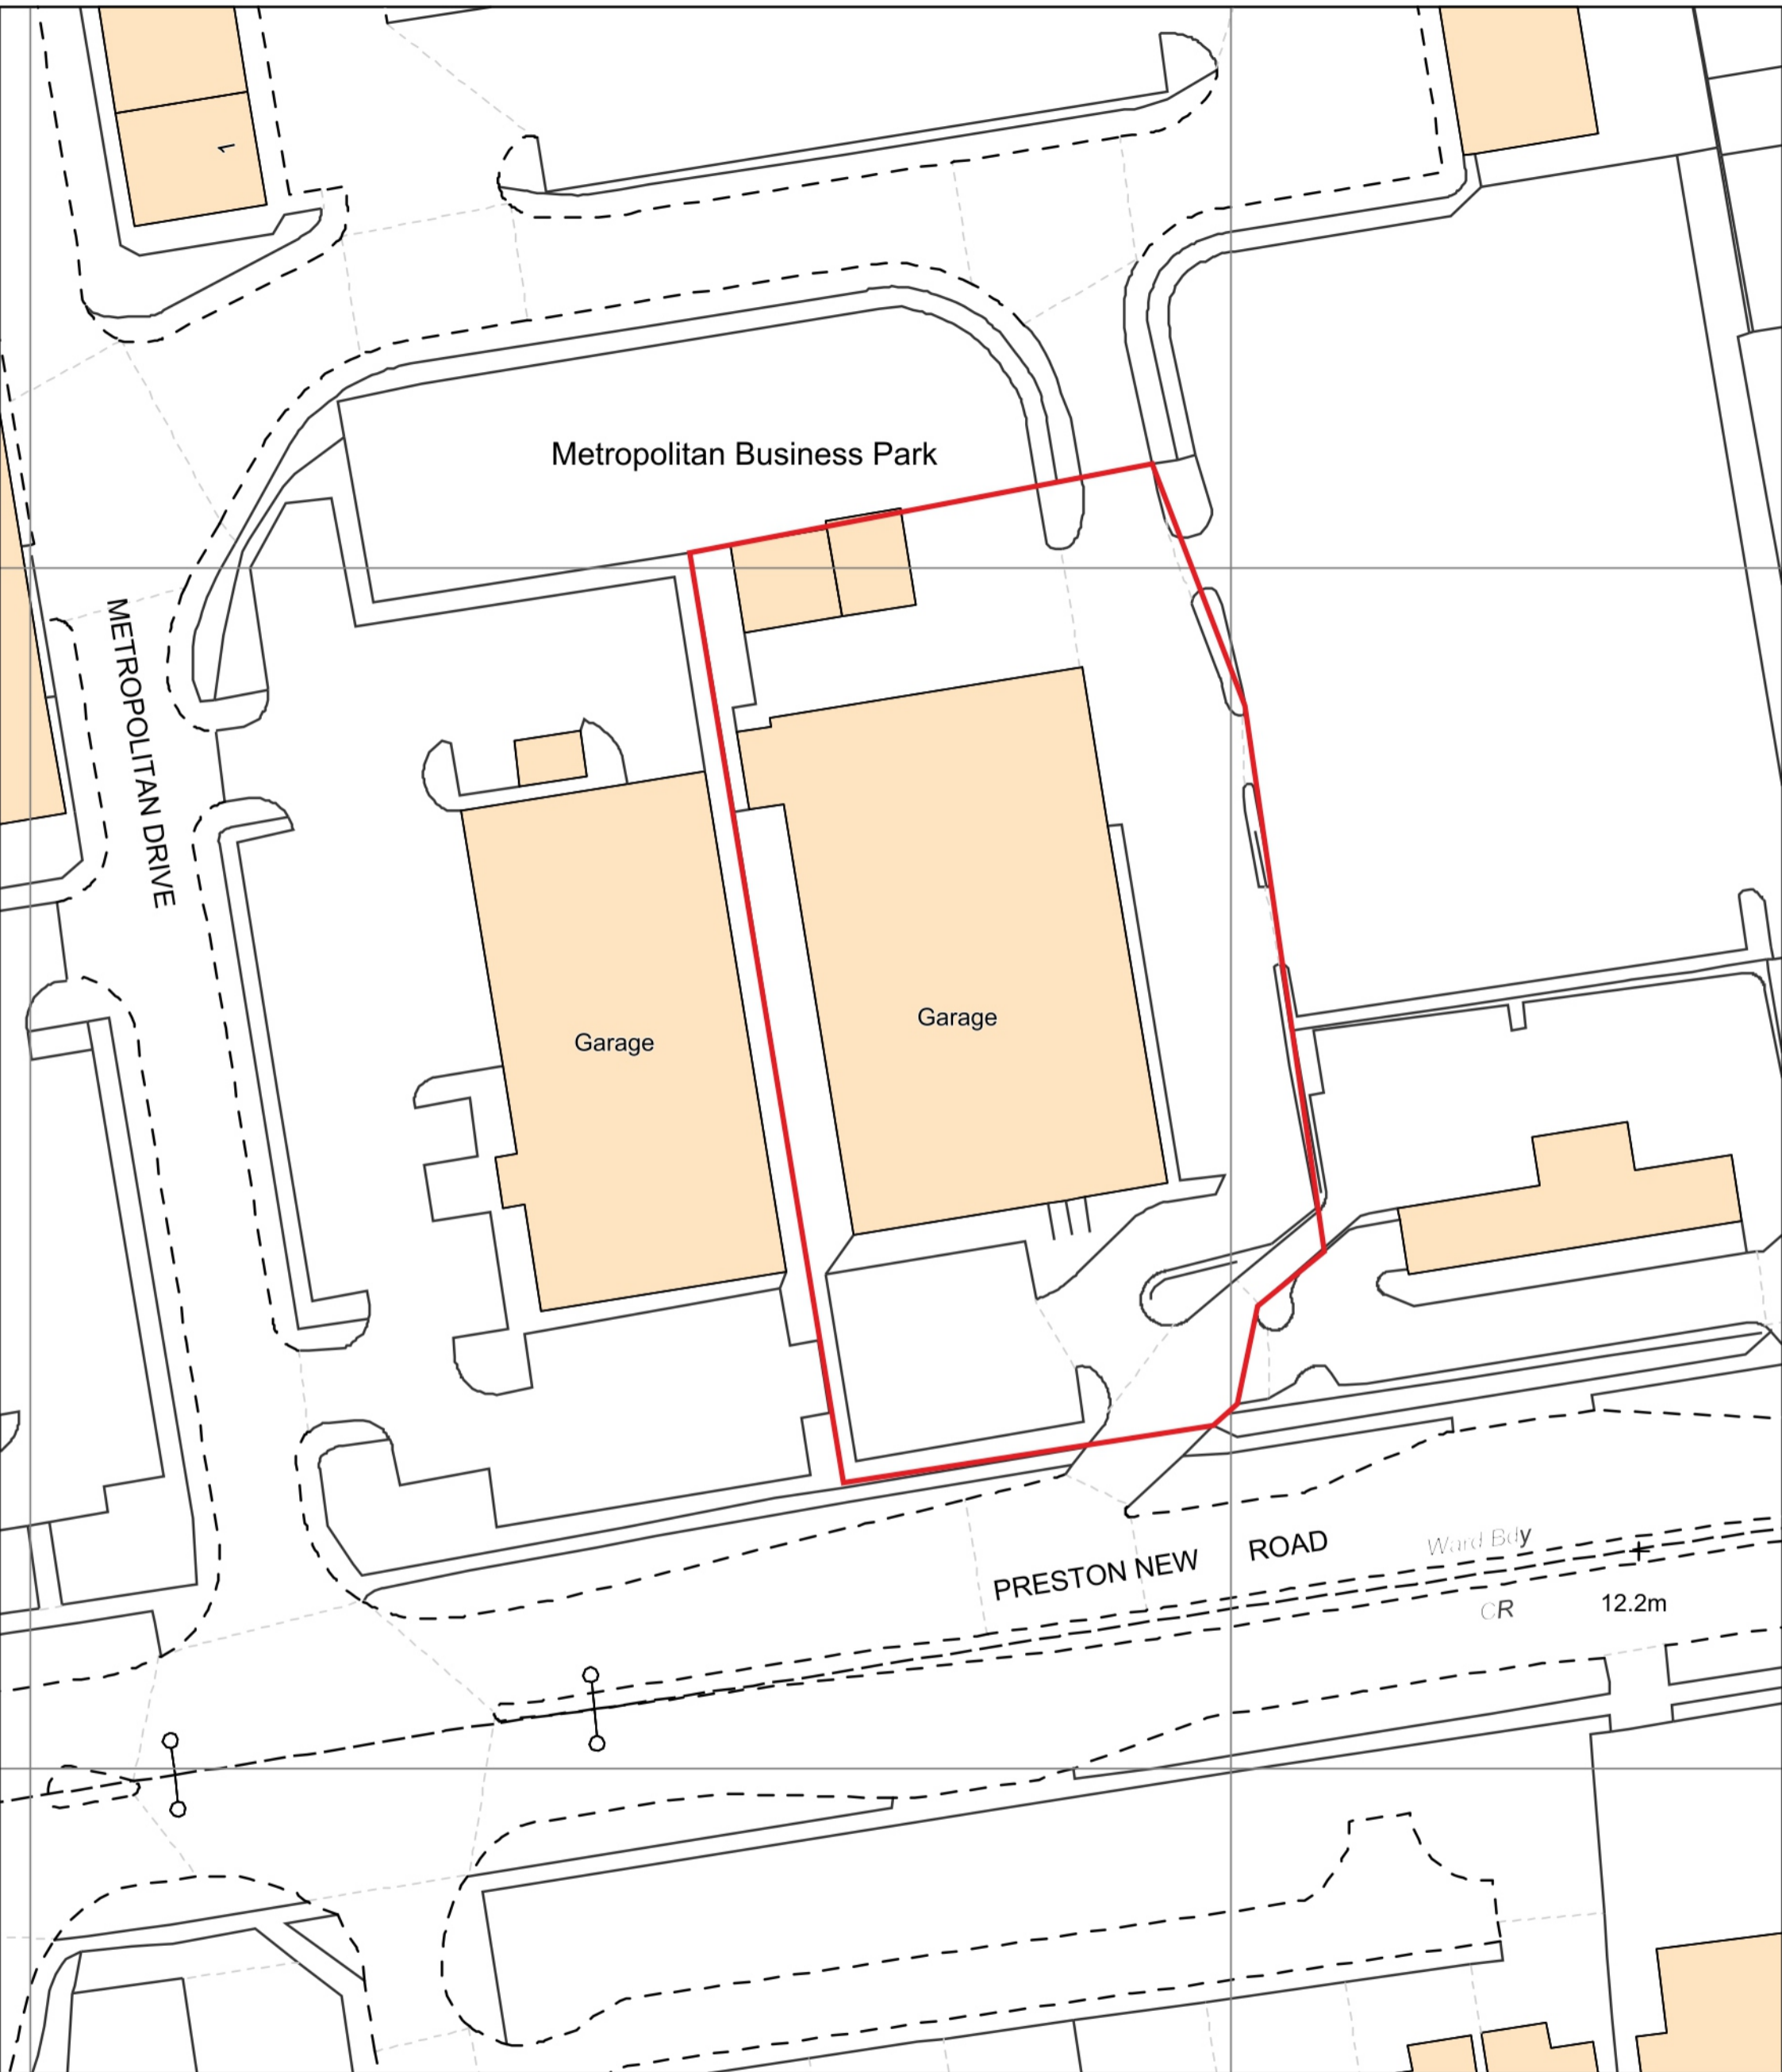 1
Metropolitan Business Park
METROPOLITAN DRIVE
Garage
Garage
PRESTON NEW ROAD
Ward Bdy
CR
12.2m